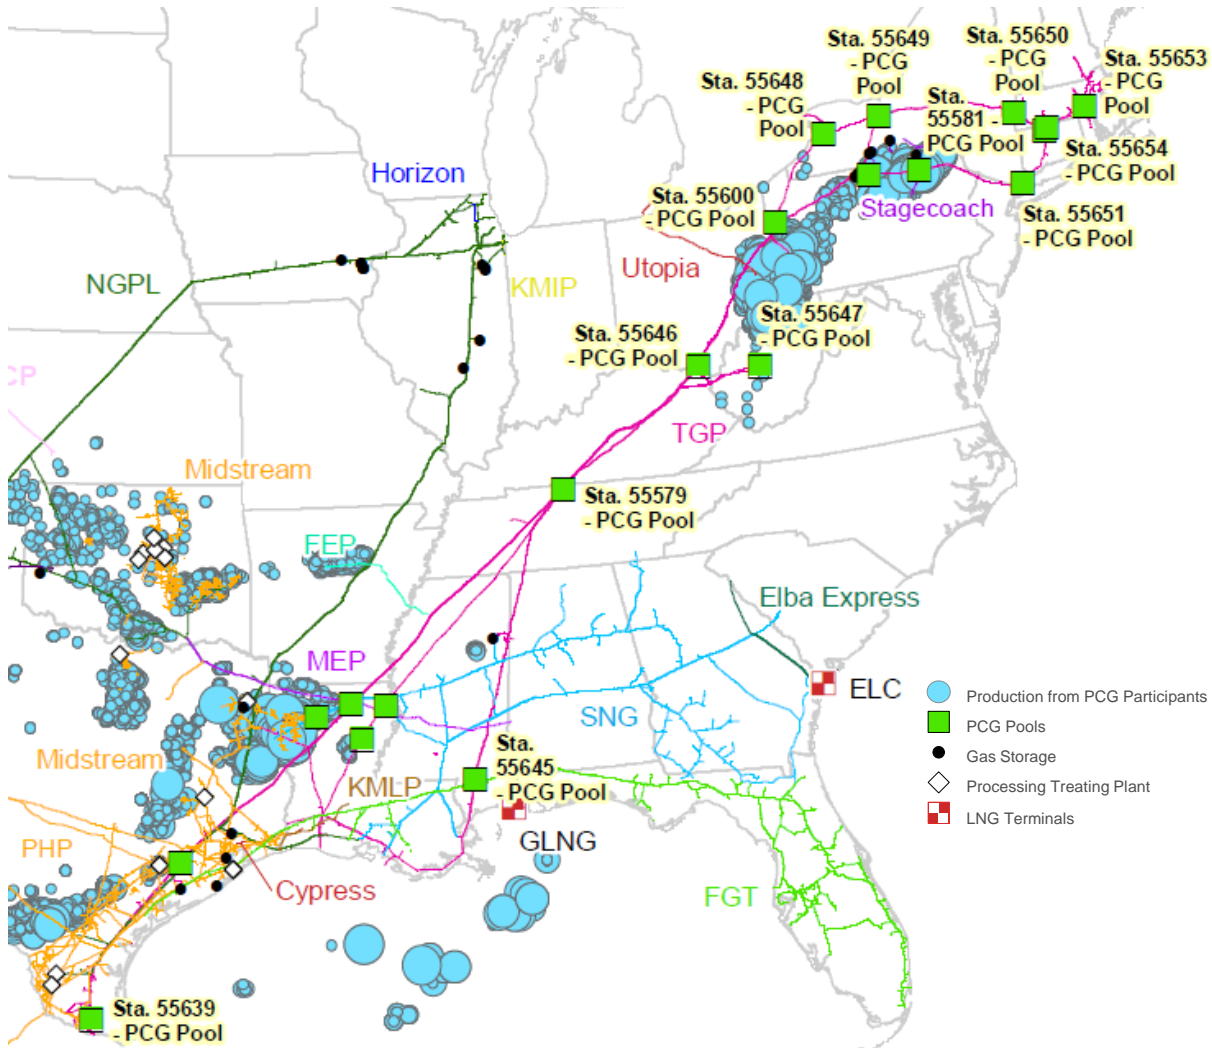 Sta. 55649
- PCG
Pool
Sta. 55650
- PCG
Pool
Sta. 55653
- PCG
Pool
Sta. 55648
- PCG
Pool
Sta.
55581 -
PCG Pool
Sta. 55654
- PCG Pool
Horizon
Sta. 55600
- PCG Pool
Stagecoach
Sta. 55651
- PCG Pool
Utopia
NGPL
KMIP
Sta. 55647
- PCG Pool
Sta. 55646
- PCG Pool
CP
TGP
Midstream
Sta. 55579
- PCG Pool
FEP
Elba Express
MEP
ELC
SNG
Production from PCG Participants
PCG Pools
Gas Storage
Processing Treating Plant
LNG Terminals
Midstream
Sta.
55645
- PCG Pool
KMLP
GLNG
PHP
Cypress
FGT
Sta. 55639
- PCG Pool